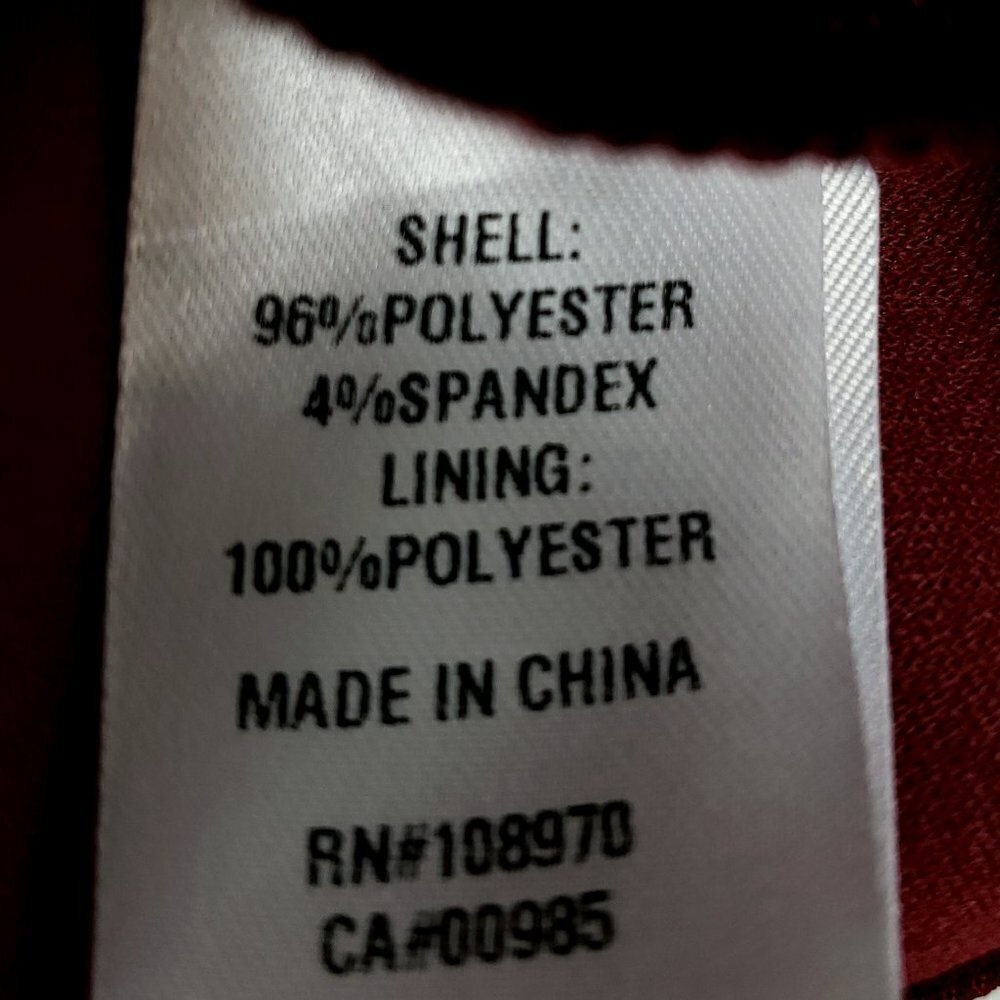 SHELL:
96%POLYESTER
4%SPANDEX
LINING:
100%POLYESTER
MADE IN CHINA
RN#108970
CA#00985